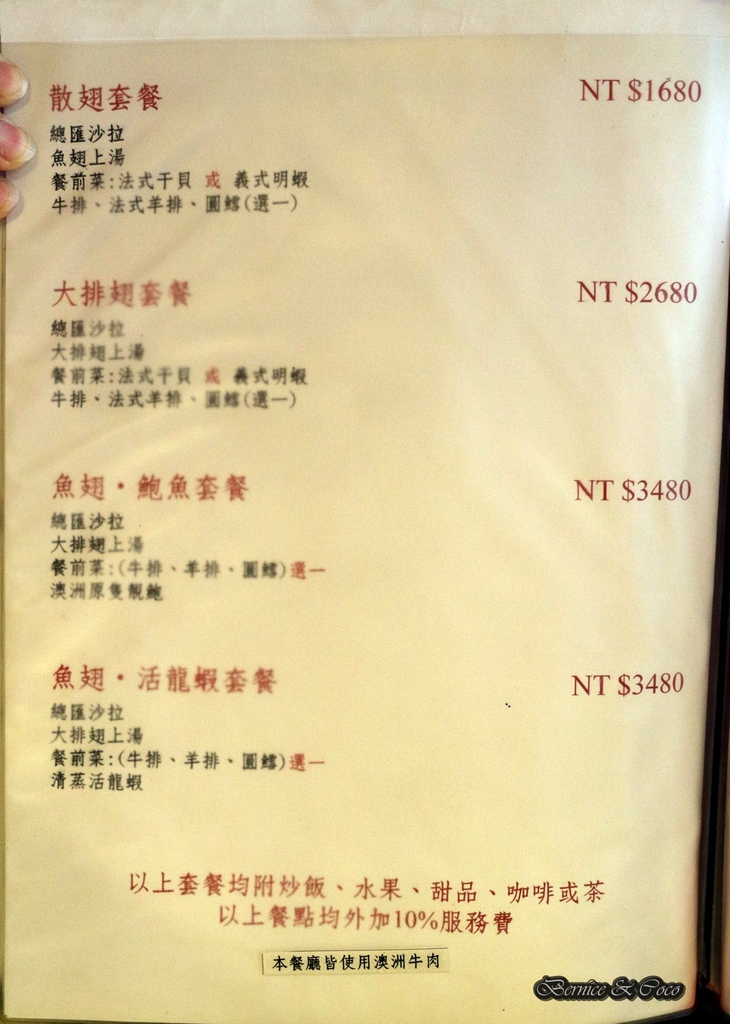 散翅套餐
NT $1680
總匯沙拉
魚翅上湯
餐前菜:法式干貝 或 義式明蝦
牛排、法式羊排、圓鱈(選一)
大排翅套餐
NT $2680
總匯沙拉
大排翅上湯
餐前菜:法式干貝 或 義式明蝦
牛排、法式羊排、圓鱈(選一)
魚翅·鮑魚套餐
NT $3480
總匯沙拉
大排翅上湯
餐前菜:(牛排、羊排、圓鱈)選一
澳洲原隻靚鮑
魚翅·活龍蝦套餐
NT $3480
總匯沙拉
大排翅上湯
餐前菜:(牛排、羊排、圓鱈)選一
清蒸活龍蝦
以上套餐均附炒飯、水果、甜品、咖啡或茶
以上餐點均外加10%服務費
本餐廳皆使用澳洲牛肉
Bernice & Coco